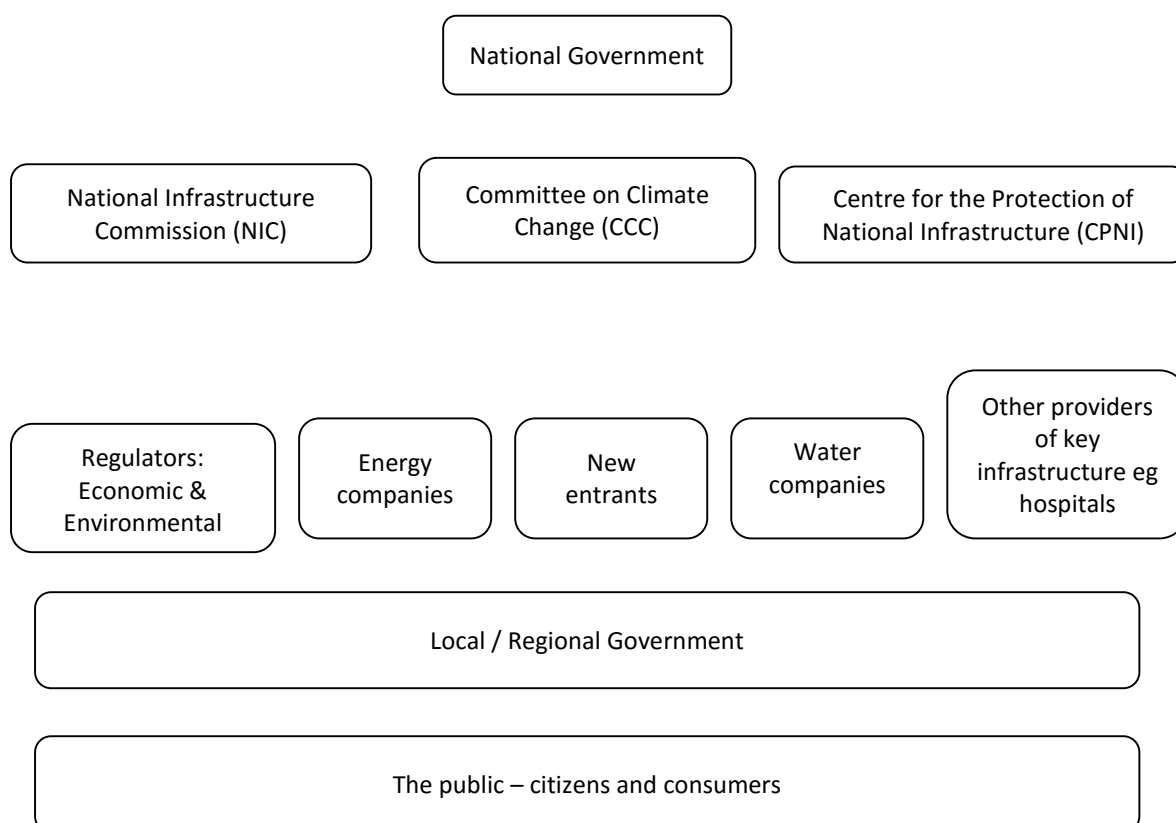 National Government
National Infrastructure
Commission (NIC)
Committee on Climate
Change (CCC)
Centre for the Protection of
National Infrastructure (CPNI)
Regulators:
Economic &
Environmental
Energy
companies
New
entrants
Water
companies
Other providers
of key
infrastructure eg
hospitals
Local / Regional Government
The public – citizens and consumers